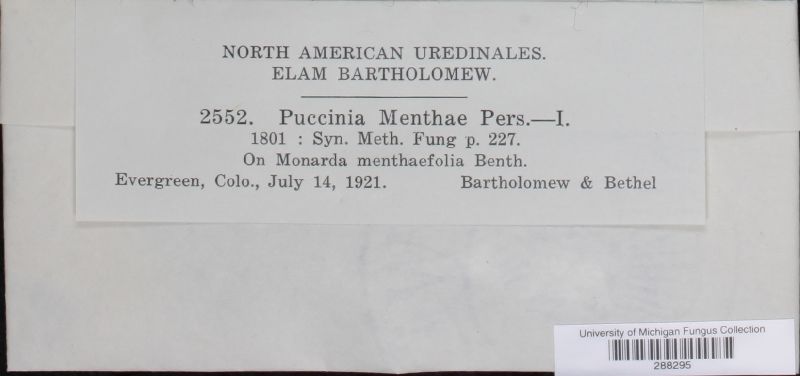 NORTH AMERICAN UREDINALES.
ELAM BARTHOLOMEW.
2552. Puccinia Menthae Pers.—I.
1801 : Syn. Meth. Fung p. 227.
On Monarda menthaefolia Benth.
Evergreen, Colo., July 14, 1921. Bartholomew & Bethel
University of Michigan Fungus Collection
288295